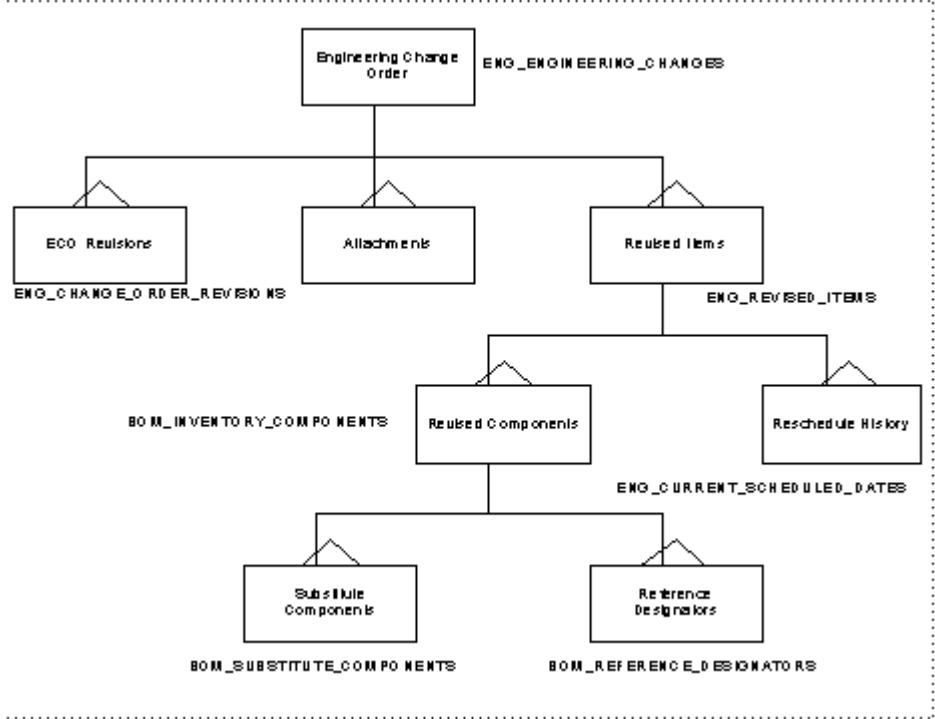 Engineering Change
Order
ENG_ENGINEERING_CHANGES
ECO Revisions
Attachments
Revised Items
ENG_CHANGE_ORDER_REVISIONS
ENG_REVISED_ITEMS
BOM_INVENTORY_COMPONENTS
Revised Components
Reschedule History
ENG_CURRENT_SCHEDULED_DATES
Substitute
Components
Reference
Designators
BOM_SUBSTITUTE_COMPONENTS
BOM_REFERENCE_DESIGNATORS